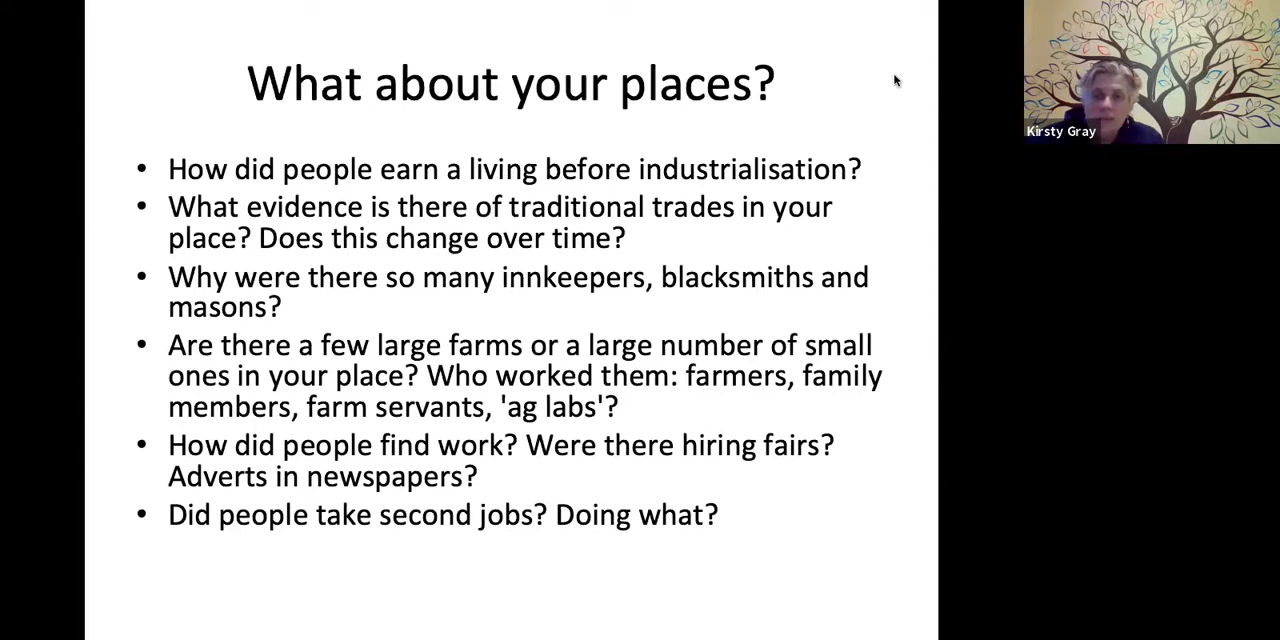 What about your places?
• How did people earn a living before industrialisation?
• What evidence is there of traditional trades in your
place? Does this change over time?
• Why were there so many innkeepers, blacksmiths and
masons?
• Are there a few large farms or a large number of small
ones in your place? Who worked them: farmers, family
members, farm servants, 'ag labs'?
• How did people find work? Were there hiring fairs?
Adverts in newspapers?
• Did people take second jobs? Doing what?
Kirsty Gray